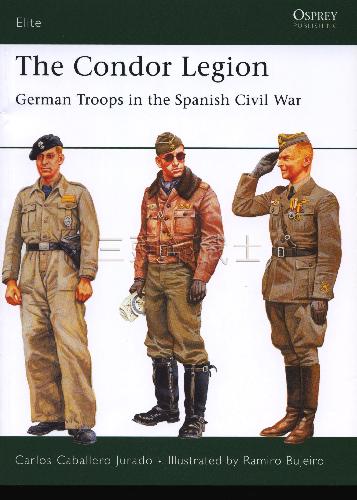 Elite
OSPREY
PUBLISHING
The Condor Legion
German Troops in the Spanish Civil War
Carlos Caballero Jurado • Illustrated by Ramiro Bujeiro